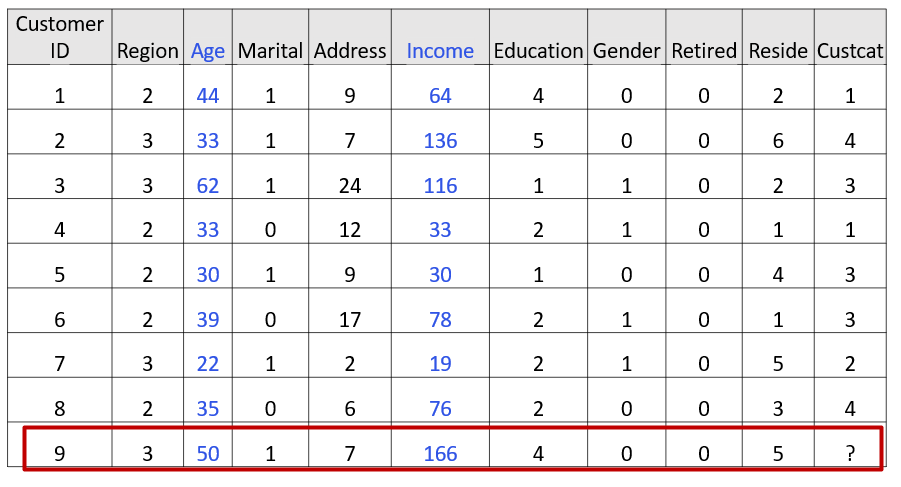 Customer ID Region Age Marital Address Income Education Gender Retired Reside Custcat
1 2 44 1 9 64 4 0 0 2 1
2 3 33 1 7 136 5 0 0 6 4
3 3 62 1 24 116 1 1 0 2 3
4 2 33 0 12 33 2 1 0 1 1
5 2 30 1 9 30 1 0 0 4 3
6 2 39 0 17 78 2 1 0 1 3
7 3 22 1 2 19 2 1 0 5 2
8 2 35 0 6 76 2 0 0 3 4
9 3 50 1 7 166 4 0 0 5 ?